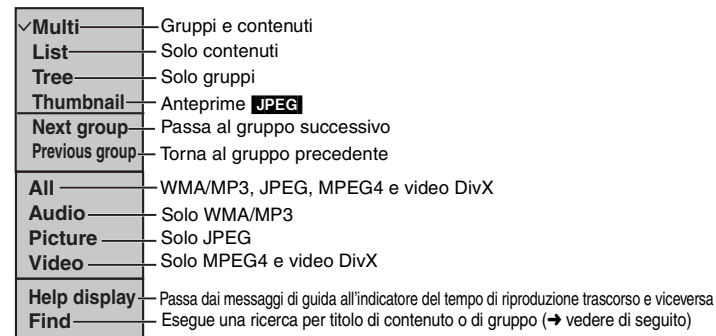 ✓Multi Gruppi e contenuti
List Solo contenuti
Tree Solo gruppi
Thumbnail Anteprime JPEG
Next group Passa al gruppo successivo
Previous group Torna al gruppo precedente
All WMA/MP3, JPEG, MPEG4 e video DivX
Audio Solo WMA/MP3
Picture Solo JPEG
Video Solo MPEG4 e video DivX
Help display Passa dai messaggi di guida all'indicatore del tempo di riproduzione trascorso e viceversa
Find Esegue una ricerca per titolo di contenuto o di gruppo (➜ vedere di seguito)